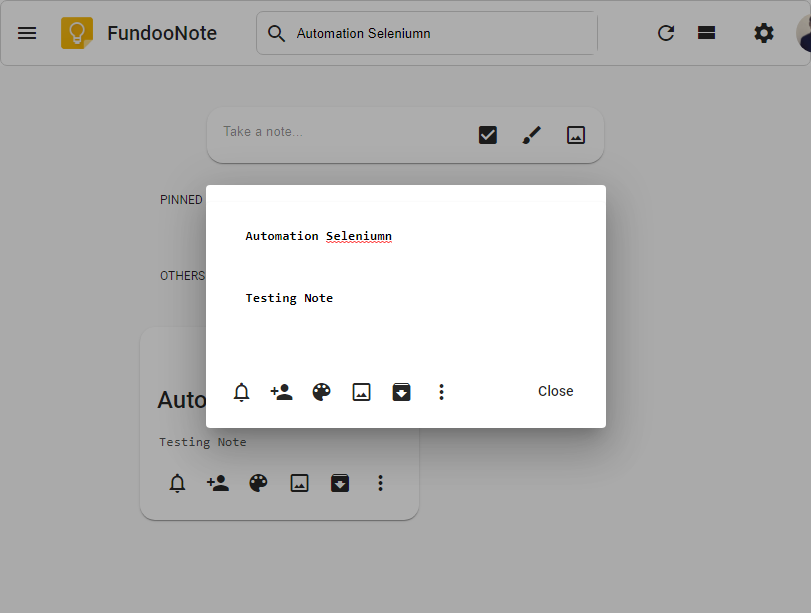 FundooNote
Automation Seleniumn
Take a note...
PINNED
OTHERS
Automation Seleniumn
Testing Note
Close
Auto
Testing Note